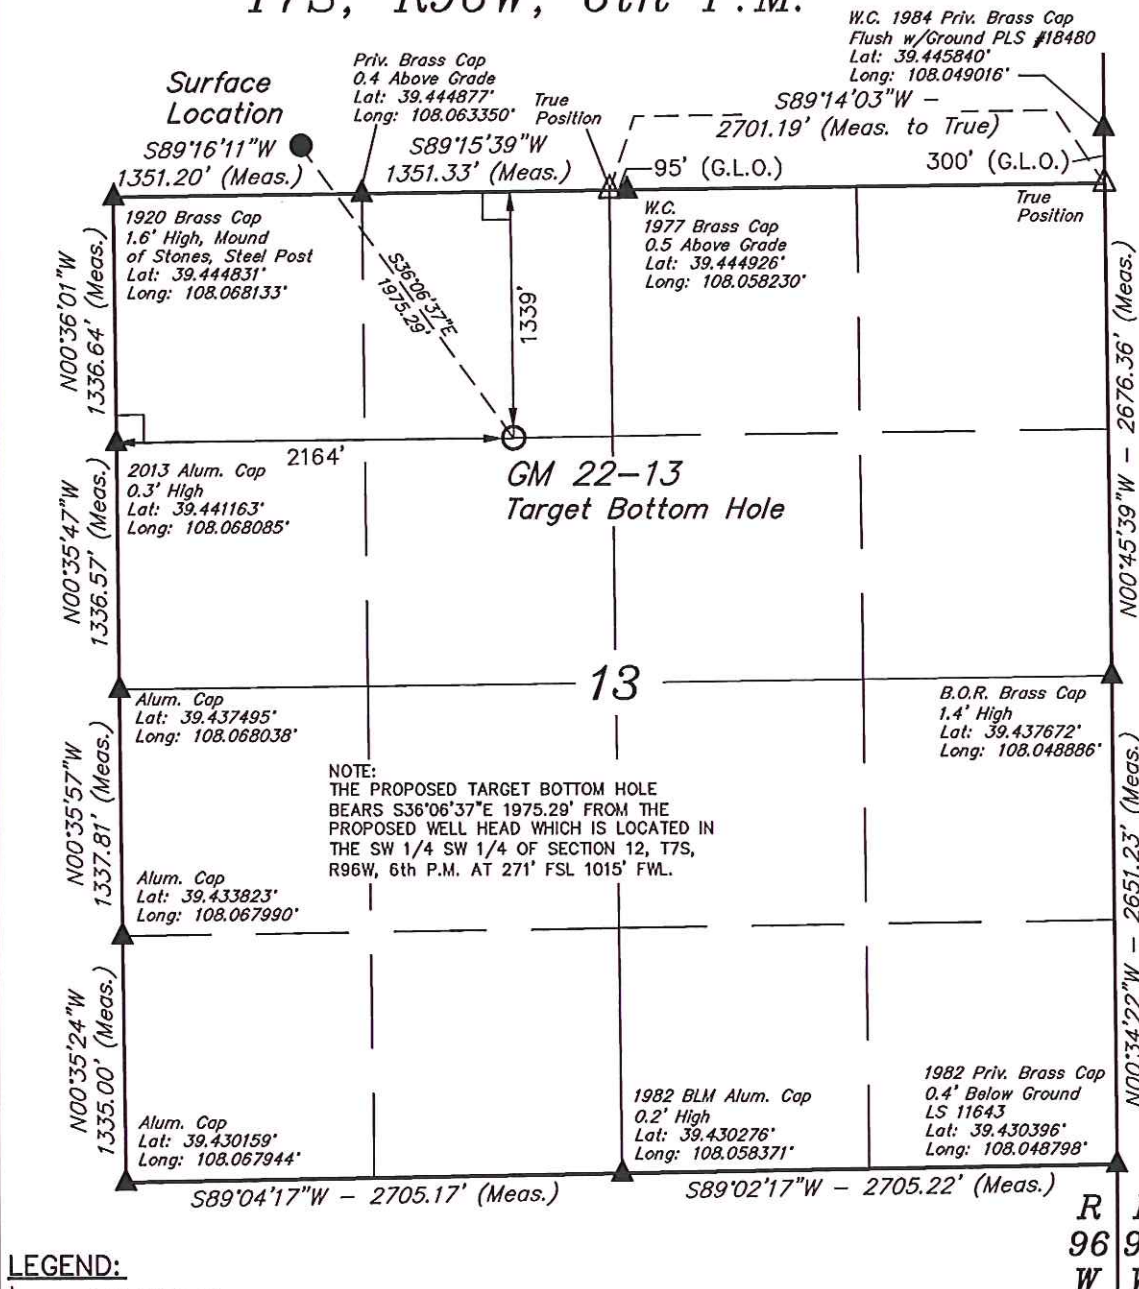 T7S, R96W, 6th P.M.
W.C. 1984 Priv. Brass Cap
Flush w/Ground PLS #18480
Lat: 39.445840°
Long: 108.049016°
Priv. Brass Cap
0.4 Above Grade
Lat: 39.444877°
Long: 108.063350°
True
Position
Surface
Location
S89°14'03"W –
2701.19' (Meas. to True)
S89°16'11"W
1351.20' (Meas.)
S89°15'39"W
1351.33' (Meas.)
95' (G.L.O.)
300' (G.L.O.)
True
Position
1920 Brass Cap
1.6' High, Mound
of Stones, Steel Post
Lat: 39.444831°
Long: 108.068133°
W.C.
1977 Brass Cap
0.5 Above Grade
Lat: 39.444926°
Long: 108.058230°
N00°36'01"W
1336.64' (Meas.)
S36°06'37"E
1975.29'
1339'
N00°45'39"W – 2676.36' (Meas.)
2164'
GM 22–13
Target Bottom Hole
2013 Alum. Cap
0.3' High
Lat: 39.441163°
Long: 108.068085°
N00°35'47"W
1336.57' (Meas.)
13
Alum. Cap
Lat: 39.437495°
Long: 108.068038°
B.O.R. Brass Cap
1.4' High
Lat: 39.437672°
Long: 108.048886°
NOTE:
THE PROPOSED TARGET BOTTOM HOLE
BEARS S36°06'37"E 1975.29' FROM THE
PROPOSED WELL HEAD WHICH IS LOCATED IN
THE SW 1/4 SW 1/4 OF SECTION 12, T7S,
R96W, 6th P.M. AT 271' FSL 1015' FWL.
N00°35'57"W
1337.81' (Meas.)
Alum. Cap
Lat: 39.433823°
Long: 108.067990°
N00°34'22"W – 2651.23' (Meas.)
N00°35'24"W
1335.00' (Meas.)
Alum. Cap
Lat: 39.430159°
Long: 108.067944°
1982 BLM Alum. Cap
0.2' High
Lat: 39.430276°
Long: 108.058371°
1982 Priv. Brass Cap
0.4' Below Ground
LS 11643
Lat: 39.430396°
Long: 108.048798°
S89°04'17"W – 2705.17' (Meas.)
S89°02'17"W – 2705.22' (Meas.)
R
96
W
LEGEND: